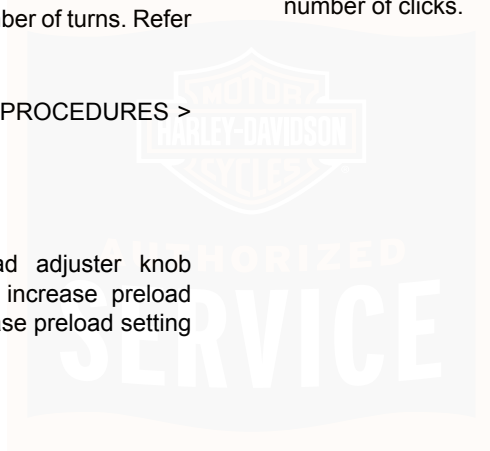 ber of turns. Refer
PROCEDURES >
ad adjuster knob
increase preload
se preload setting
number of clicks.
MOTOR
HARLEY-DAVIDSON
CYCLES
AUTHORIZED
SERVICE